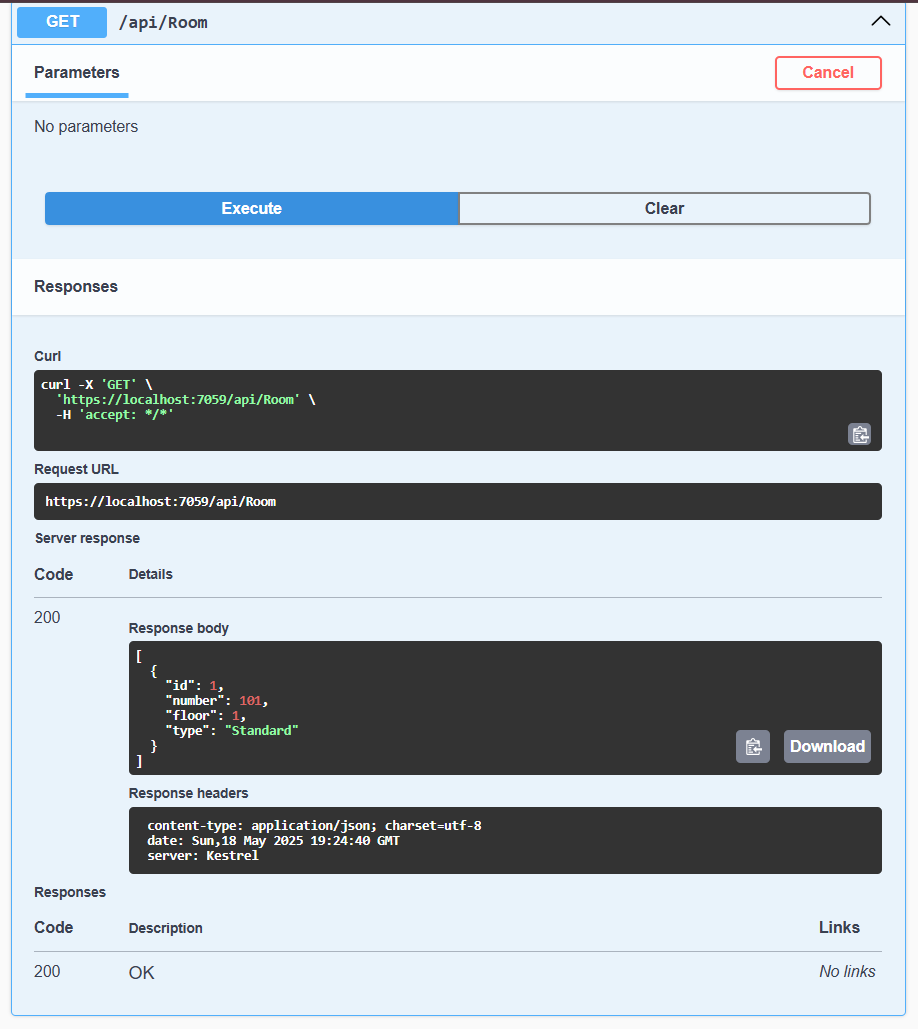 GET /api/Room
Parameters
Cancel
No parameters
Execute
Clear
Responses
Curl
curl -X 'GET' \
  'https://localhost:7059/api/Room' \
  -H 'accept: */*'
Request URL
https://localhost:7059/api/Room
Server response
Code Details
200
Response body
[
  {
    "id": 1,
    "number": 101,
    "floor": 1,
    "type": "Standard"
  }
]
Download
Response headers
content-type: application/json; charset=utf-8
date: Sun,18 May 2025 19:24:40 GMT
server: Kestrel
Responses
Code Description Links
200 OK No links